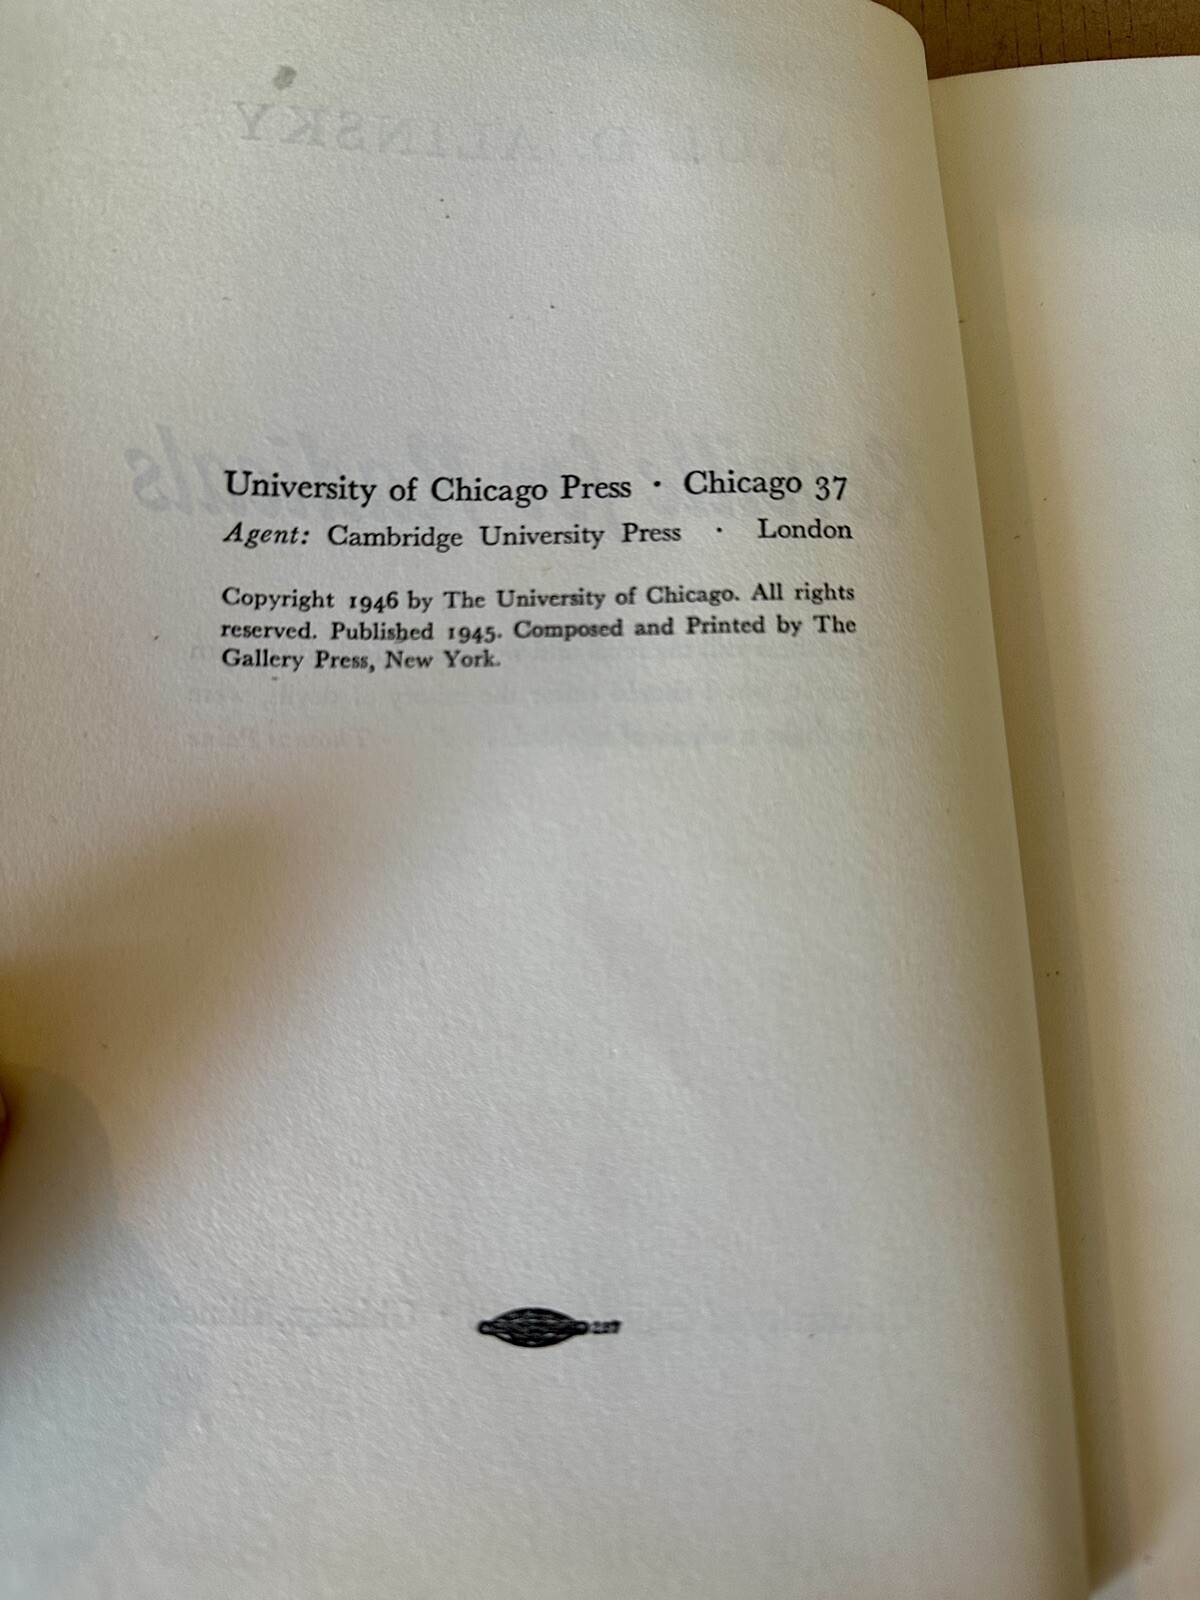 University of Chicago Press · Chicago 37
Agent: Cambridge University Press · London
Copyright 1946 by The University of Chicago. All rights
reserved. Published 1945. Composed and Printed by The
Gallery Press, New York.